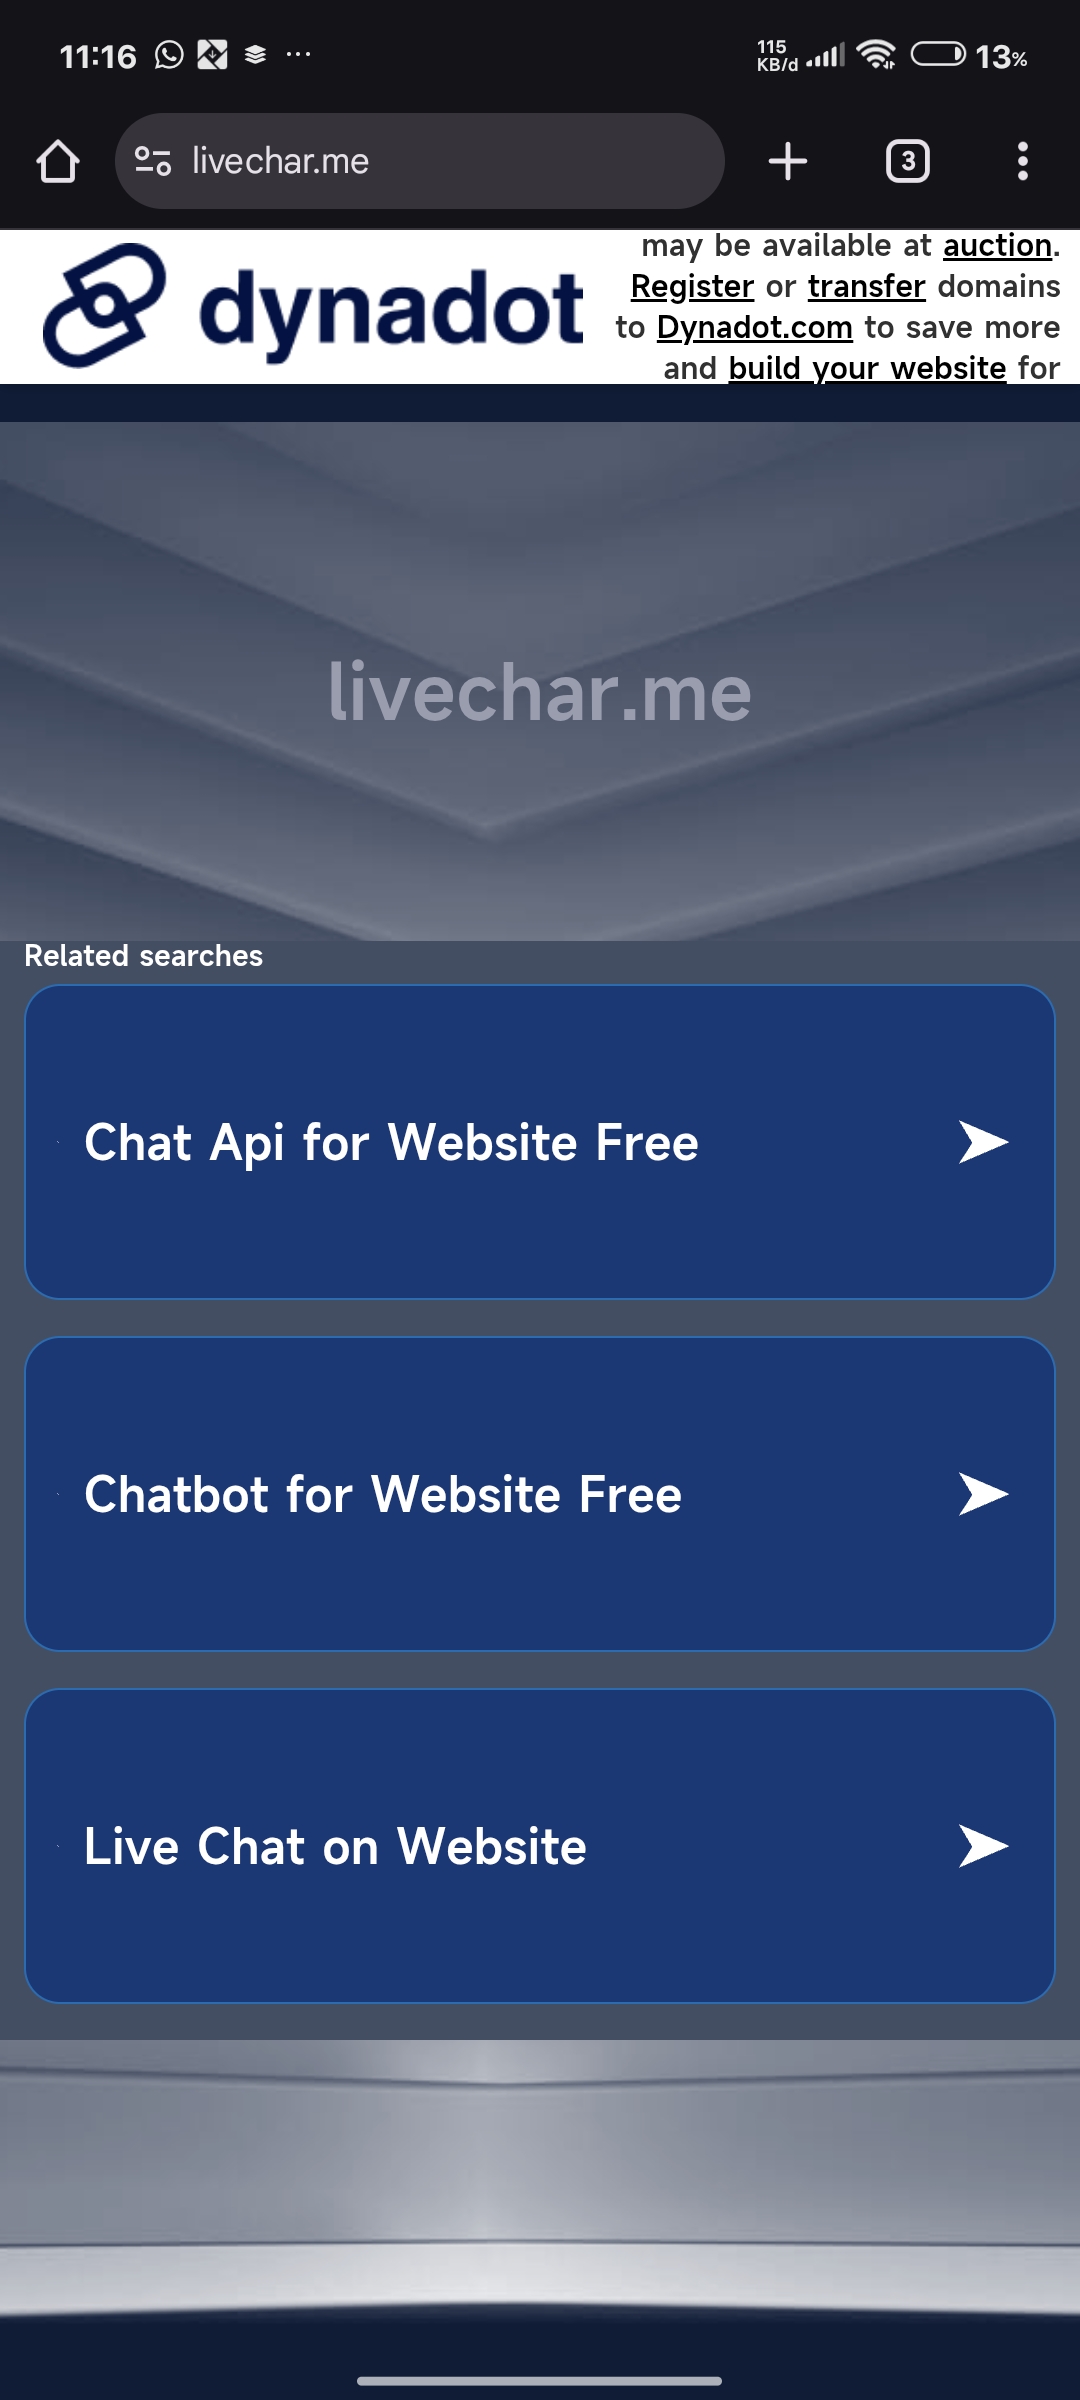 11:16
115
KB/d
13%
livechar.me
3
dynadot
may be available at auction.
Register or transfer domains
to Dynadot.com to save more
and build your website for
livechar.me
Related searches
Chat Api for Website Free
Chatbot for Website Free
Live Chat on Website